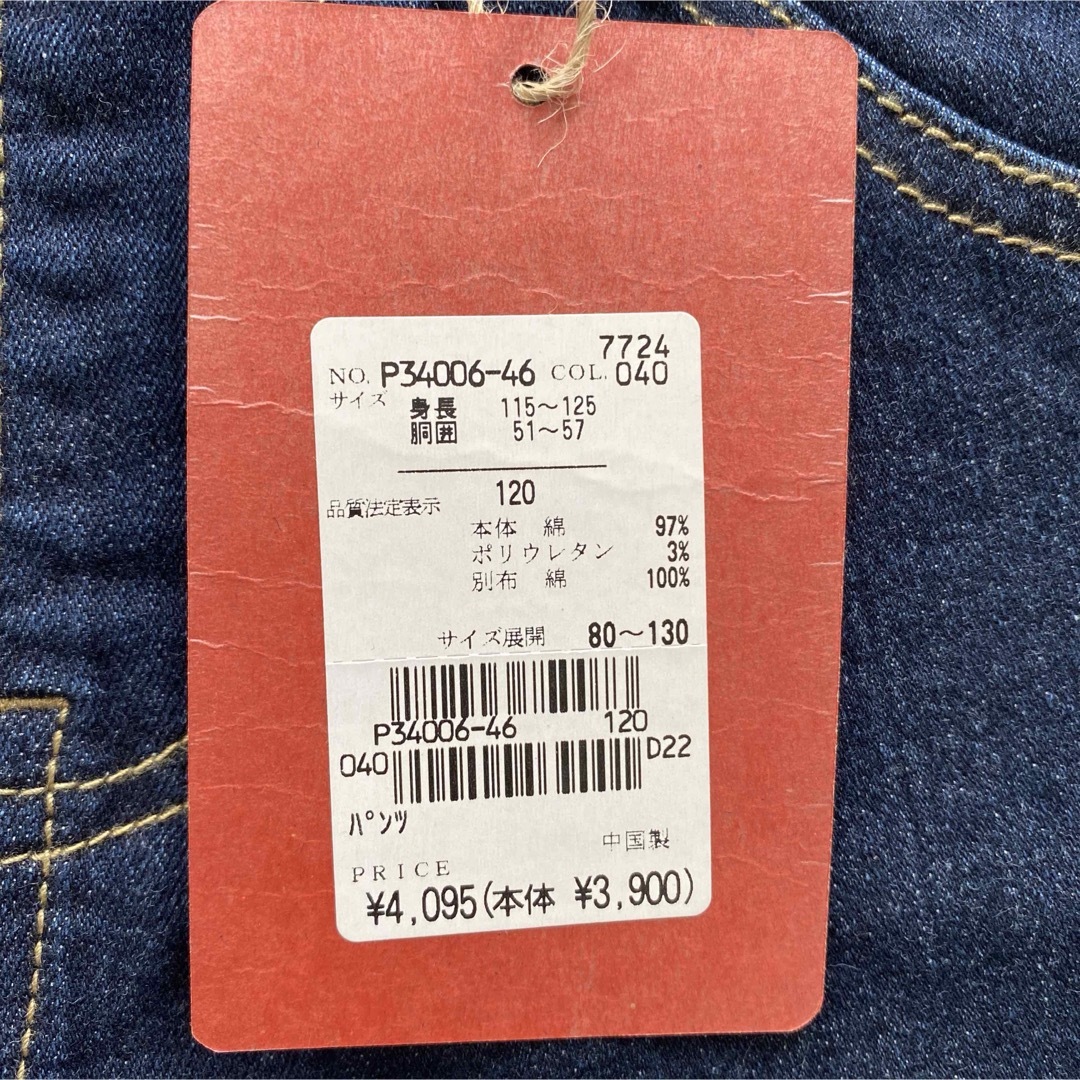 7724
NO. P34006-46 COL. 040
サイズ 身長 115～125
胴囲 51～57
120
品質法定表示
本体 綿 97%
ポリウレタン 3%
別布 綿 100%
サイズ展開 80～130
P34006-46 120
040 D22
ﾊﾟﾝﾂ
中国製
PRICE
¥4,095(本体 ¥3,900)